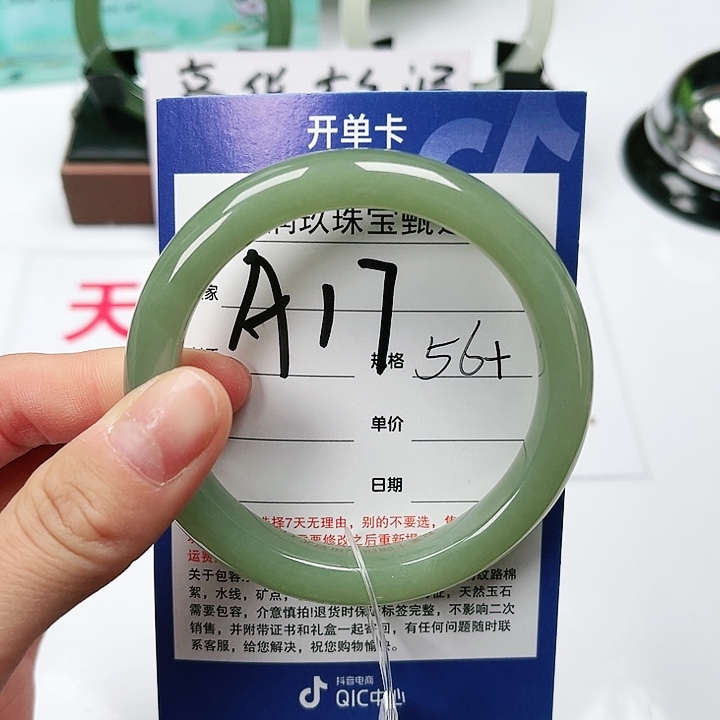 开单卡
玖珠宝甄
家
A17
规格 56+
单价
日期
选择7天无理由，别的不要选，
需要修改之后重新
运费
关于包容 纹路棉
絮，水线，矿点， 天然玉石
需要包容，介意慎拍!退货时保 标签完整，不影响二次
销售，并附带证书和礼盒一起寄回，有任何问题随时联
系客服，给您解决，祝您购物愉快。
抖音电商
QIC中心
天